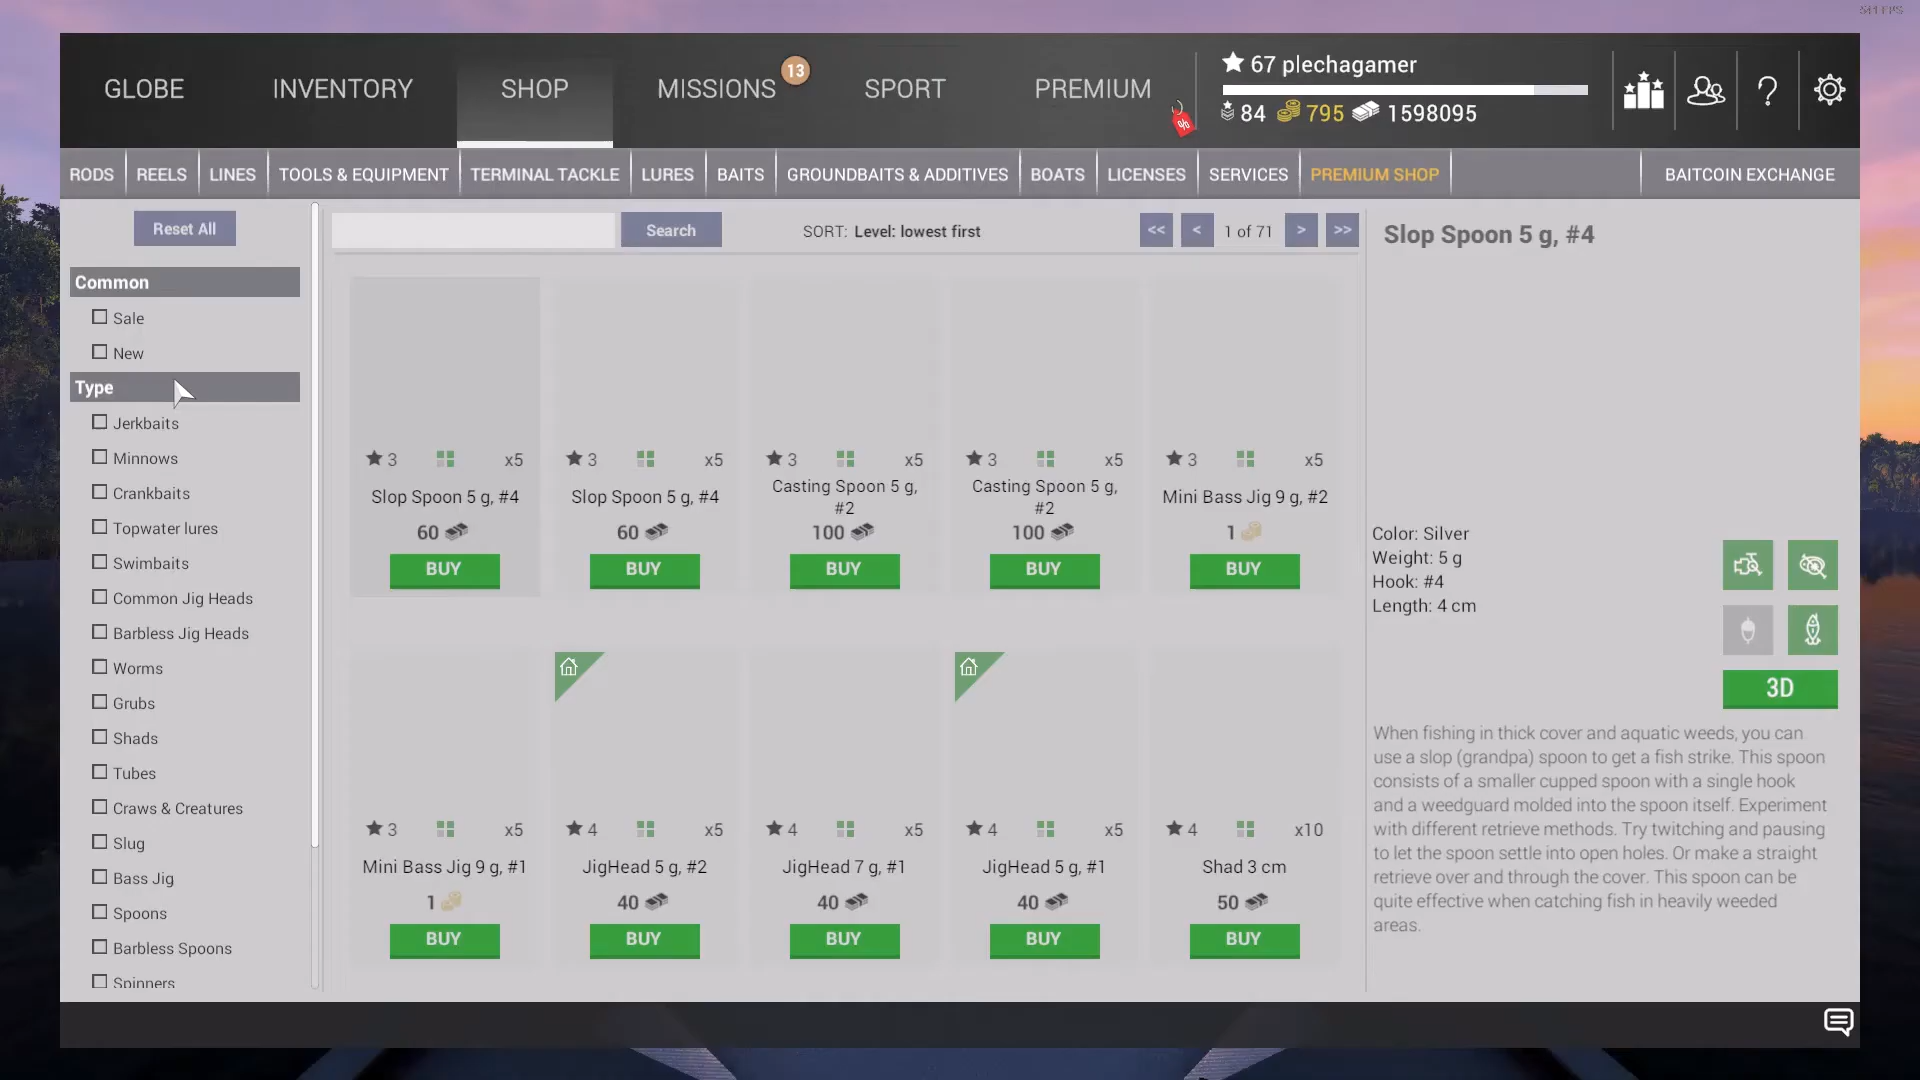 GLOBE
INVENTORY
SHOP
MISSIONS
13
SPORT
PREMIUM
%
67 plechagamer
84 795 1598095
RODS
REELS
LINES
TOOLS & EQUIPMENT
TERMINAL TACKLE
LURES
BAITS
GROUNDBAITS & ADDITIVES
BOATS
LICENSES
SERVICES
PREMIUM SHOP
BAITCOIN EXCHANGE
Reset All
Common
Sale
New
Type
Jerkbaits
Minnows
Crankbaits
Topwater lures
Swimbaits
Common Jig Heads
Barbless Jig Heads
Worms
Grubs
Shads
Tubes
Craws & Creatures
Slug
Bass Jig
Spoons
Barbless Spoons
Spinners
Search
SORT: Level: lowest first
<<
<
1 of 71
>
>>
3 x5
Slop Spoon 5 g, #4
60
BUY
3 x5
Slop Spoon 5 g, #4
60
BUY
3 x5
Casting Spoon 5 g,
#2
100
BUY
3 x5
Casting Spoon 5 g,
#2
100
BUY
3 x5
Mini Bass Jig 9 g, #2
1
BUY
3 x5
Mini Bass Jig 9 g, #1
1
BUY
4 x5
JigHead 5 g, #2
40
BUY
4 x5
JigHead 7 g, #1
40
BUY
4 x5
JigHead 5 g, #1
40
BUY
4 x10
Shad 3 cm
50
BUY
Slop Spoon 5 g, #4
Color: Silver
Weight: 5 g
Hook: #4
Length: 4 cm
3D
When fishing in thick cover and aquatic weeds, you can
use a slop (grandpa) spoon to get a fish strike. This spoon
consists of a smaller cupped spoon with a single hook
and a weedguard molded into the spoon itself. Experiment
with different retrieve methods. Try twitching and pausing
to let the spoon settle into open holes. Or make a straight
retrieve over and through the cover. This spoon can be
quite effective when catching fish in heavily weeded
areas.